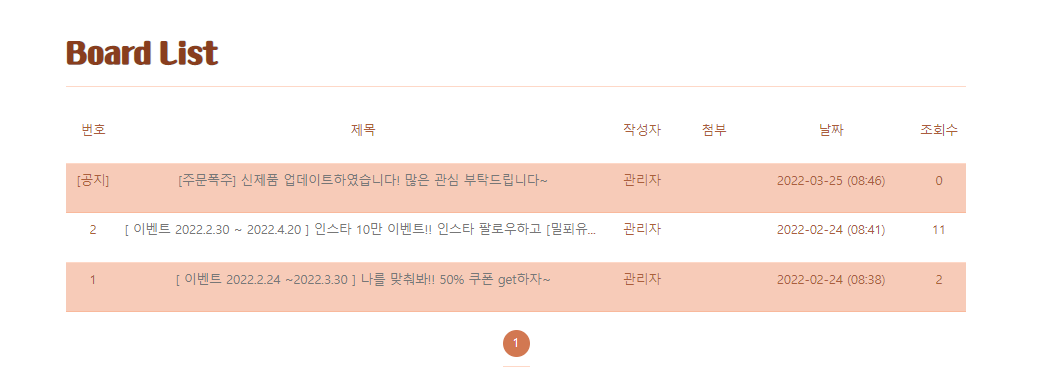 Board List
번호 제목 작성자 첨부 날짜 조회수
[공지] [주문폭주] 신제품 업데이트하였습니다! 많은 관심 부탁드립니다~ 관리자 2022-03-25 (08:46) 0
2 [ 이벤트 2022.2.30 ~ 2022.4.20 ] 인스타 10만 이벤트!! 인스타 팔로우하고 [밀피유... 관리자 2022-02-24 (08:41) 11
1 [ 이벤트 2022.2.24 ~2022.3.30 ] 나를 맞춰봐!! 50% 쿠폰 get하자~ 관리자 2022-02-24 (08:38) 2
1